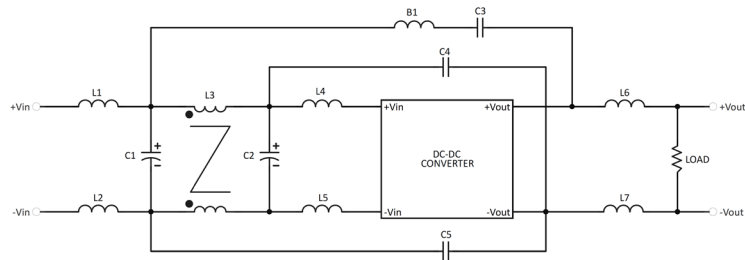 B1
C3
C4
L1
L3
L4
L6
+Vin
+Vin
+Vout
+Vout
C1
+
-
C2
+
-
DC-DC
CONVERTER
LOAD
L2
L5
L7
-Vin
-Vin
-Vout
-Vout
C5